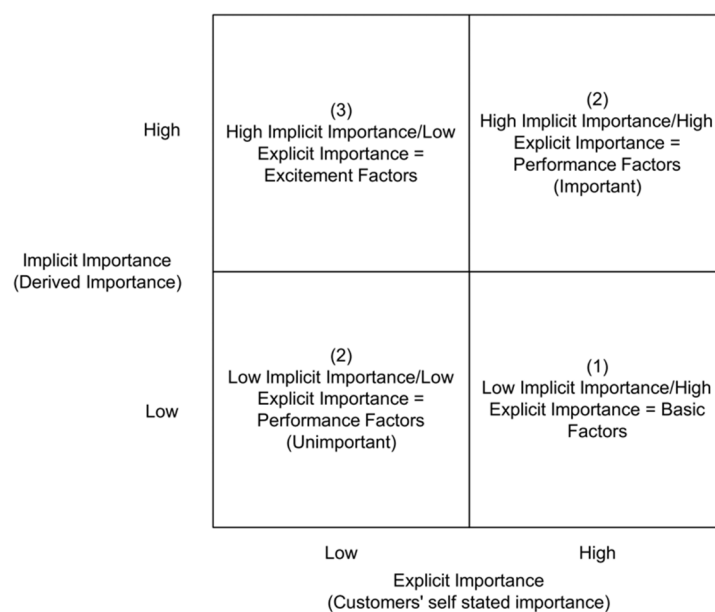 High
(3)
High Implicit Importance/Low
Explicit Importance =
Excitement Factors
(2)
High Implicit Importance/High
Explicit Importance =
Performance Factors
(Important)
Implicit Importance
(Derived Importance)
Low
(2)
Low Implicit Importance/Low
Explicit Importance =
Performance Factors
(Unimportant)
(1)
Low Implicit Importance/High
Explicit Importance = Basic
Factors
Low
High
Explicit Importance
(Customers' self stated importance)